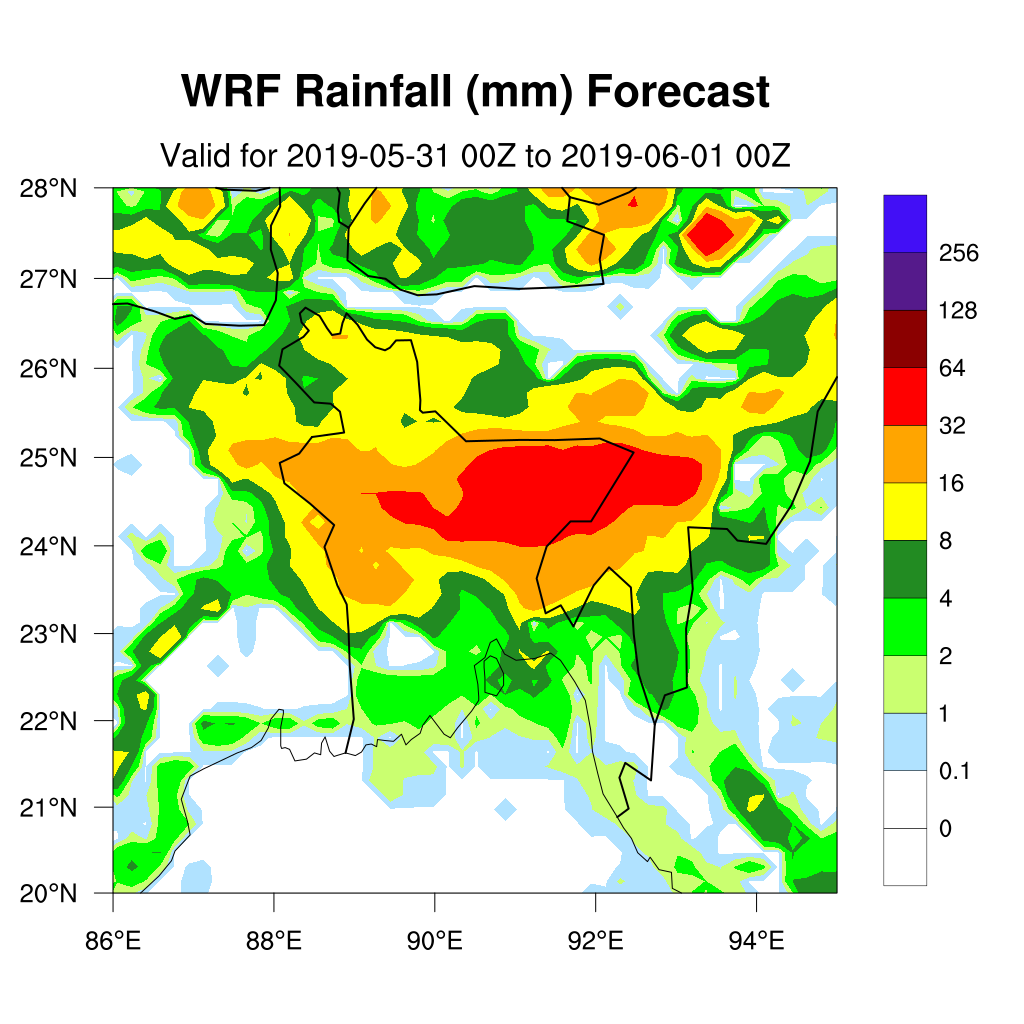 WRF Rainfall (mm) Forecast
Valid for 2019-05-31 00Z to 2019-06-01 00Z
28°N
27°N
26°N
25°N
24°N
23°N
22°N
21°N
20°N
86°E 88°E 90°E 92°E 94°E
256
128
64
32
16
8
4
2
1
0.1
0